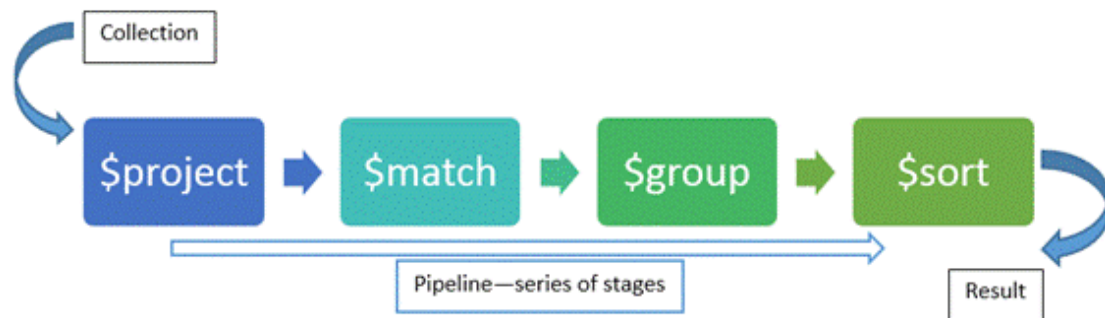 Collection
$project
$match
$group
$sort
Pipeline—series of stages
Result